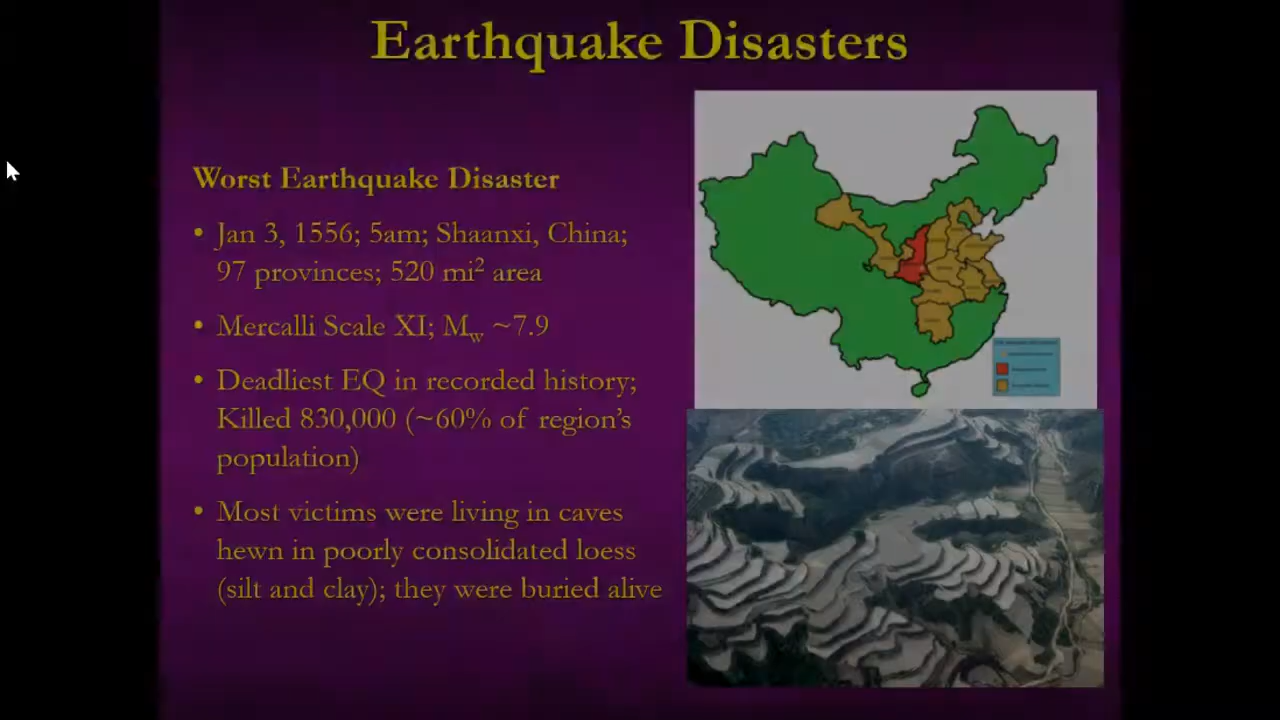 Earthquake Disasters
Worst Earthquake Disaster
• Jan 3, 1556; 5am; Shaanxi, China;
97 provinces; 520 mi² area
• Mercalli Scale XI; Mw ~7.9
• Deadliest EQ in recorded history;
Killed 830,000 (~60% of region's
population)
• Most victims were living in caves
hewn in poorly consolidated loess
(silt and clay); they were buried alive